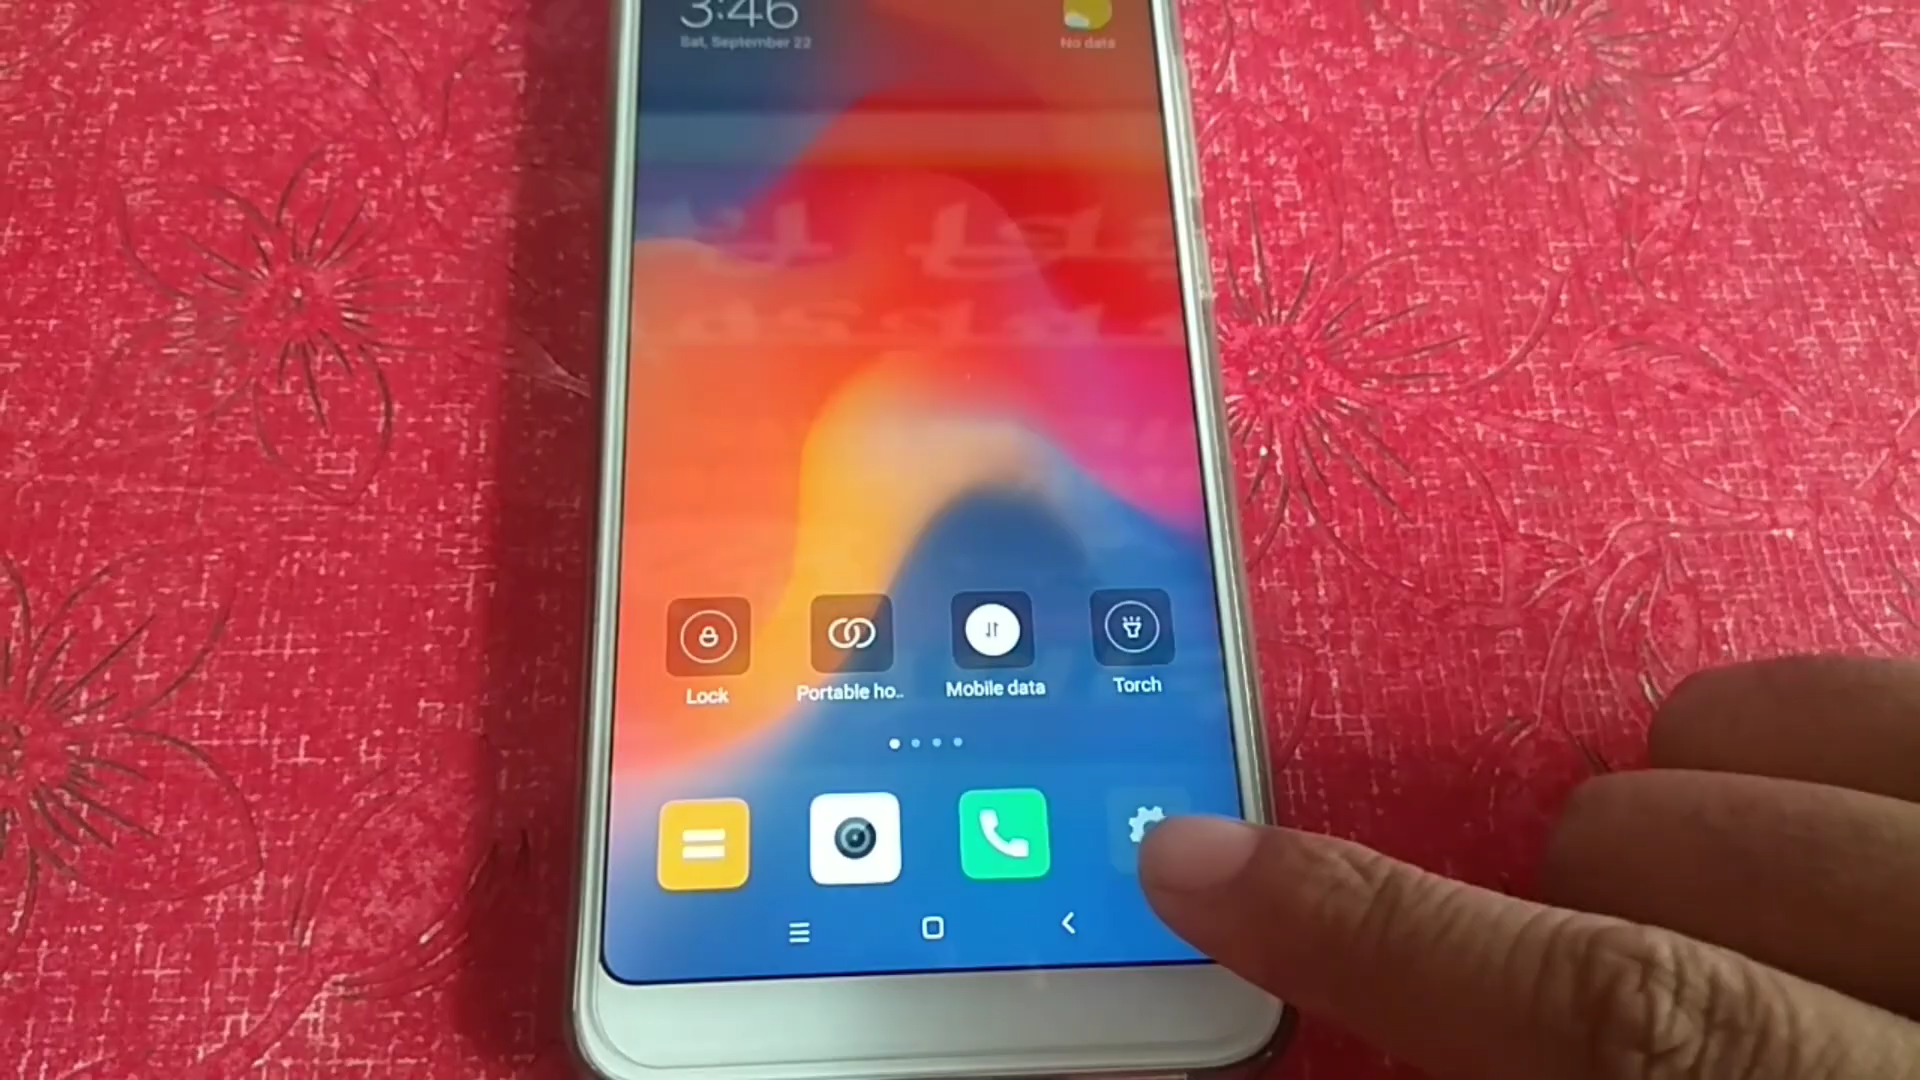 3:46
Sat, September 22
No data
Lock
Portable ho..
Mobile data
Torch